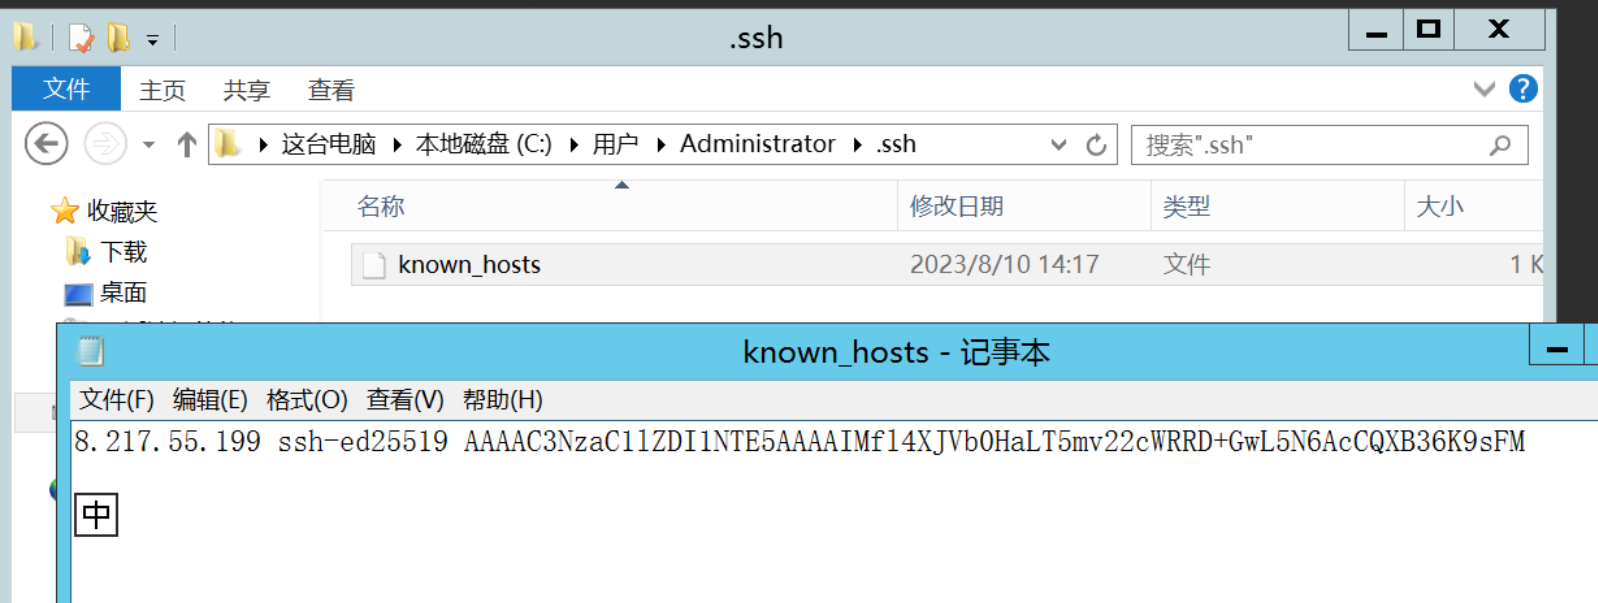 .ssh
文件 主页 共享 查看
这台电脑 本地磁盘 (C:) 用户 Administrator .ssh 搜索".ssh"
名称 修改日期 类型 大小
收藏夹
下载
桌面
known_hosts 2023/8/10 14:17 文件 1 K
known_hosts - 记事本
文件(F) 编辑(E) 格式(O) 查看(V) 帮助(H)
8.217.55.199 ssh-ed25519 AAAAC3NzaC1lZDI1NTE5AAAAIMfl4XJVb0HaLT5mv22cWRRD+GwL5N6AcCQXB36K9sFM
中